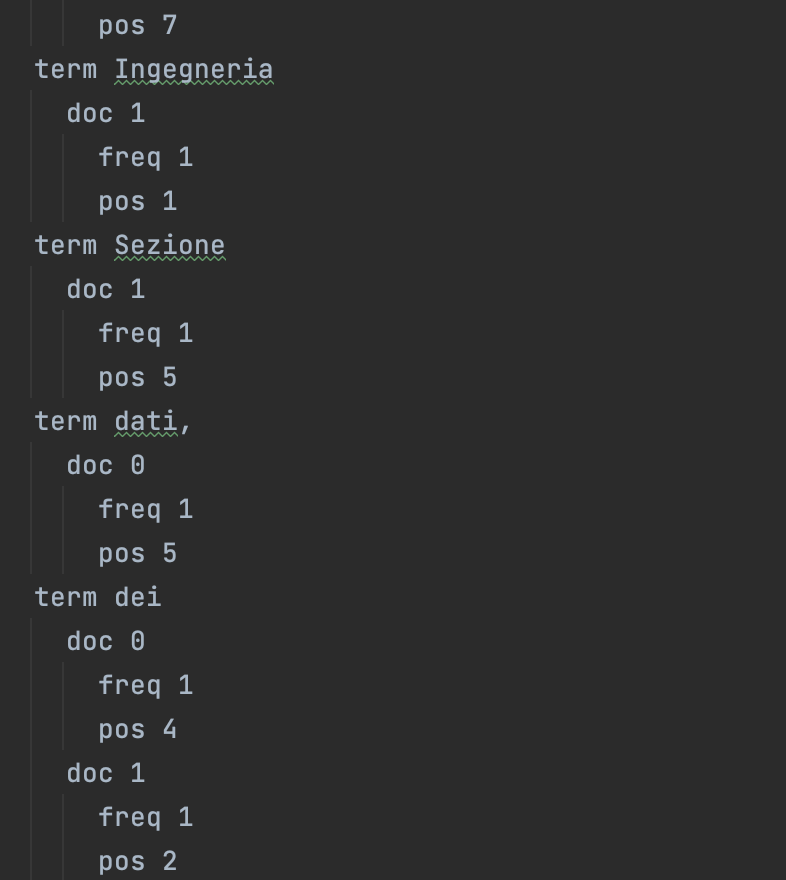 pos 7
term Ingegneria
doc 1
freq 1
pos 1
term Sezione
doc 1
freq 1
pos 5
term dati,
doc 0
freq 1
pos 5
term dei
doc 0
freq 1
pos 4
doc 1
freq 1
pos 2